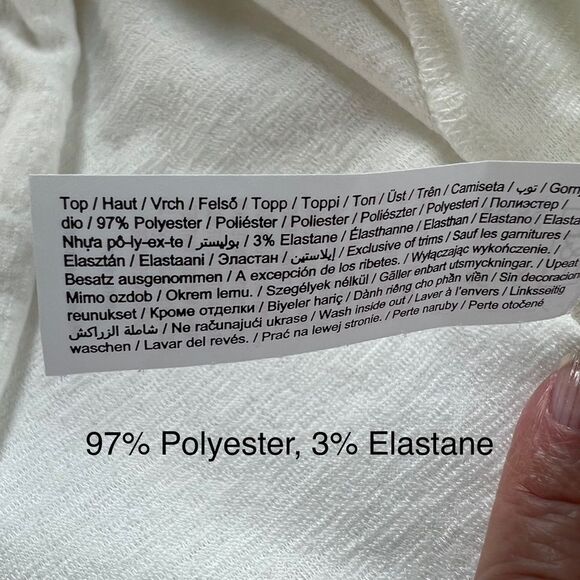 Top / Haut / Vrch / Felső / Topp / Toppi / Топ / Üst / Trên / Camiseta / توب / Gorny
dio / 97% Polyester / Poliéster / Poliester / Poliészter / Polyesteri / Полиэстер /
Nhựa pô-ly-ex-te / بوليستر / 3% Elastane / Élasthanne / Elasthan / Elastano / Elasta
Elasztán / Elastaani / Эластан / إيلاستين / Exclusive of trims / Sauf les garnitures /
Besatz ausgenommen / A excepción de los ribetes. / Wyłączając wykończenie. /
Mimo ozdob / Okrem lemu. / Szegélyek nélkül / Gäller enbart utsmyckningar. / Upeat
reunukset / Кроме отделки / Biyeler hariç / Dành riêng cho phần viền / Sin decoracion
شاملة الزراكش / Ne računajući ukrase / Wash inside out / Laver à l'envers / Linksseitig
waschen / Lavar del revés. / Prać na lewej stronie. / Perte naruby / Perte otočené
97% Polyester, 3% Elastane